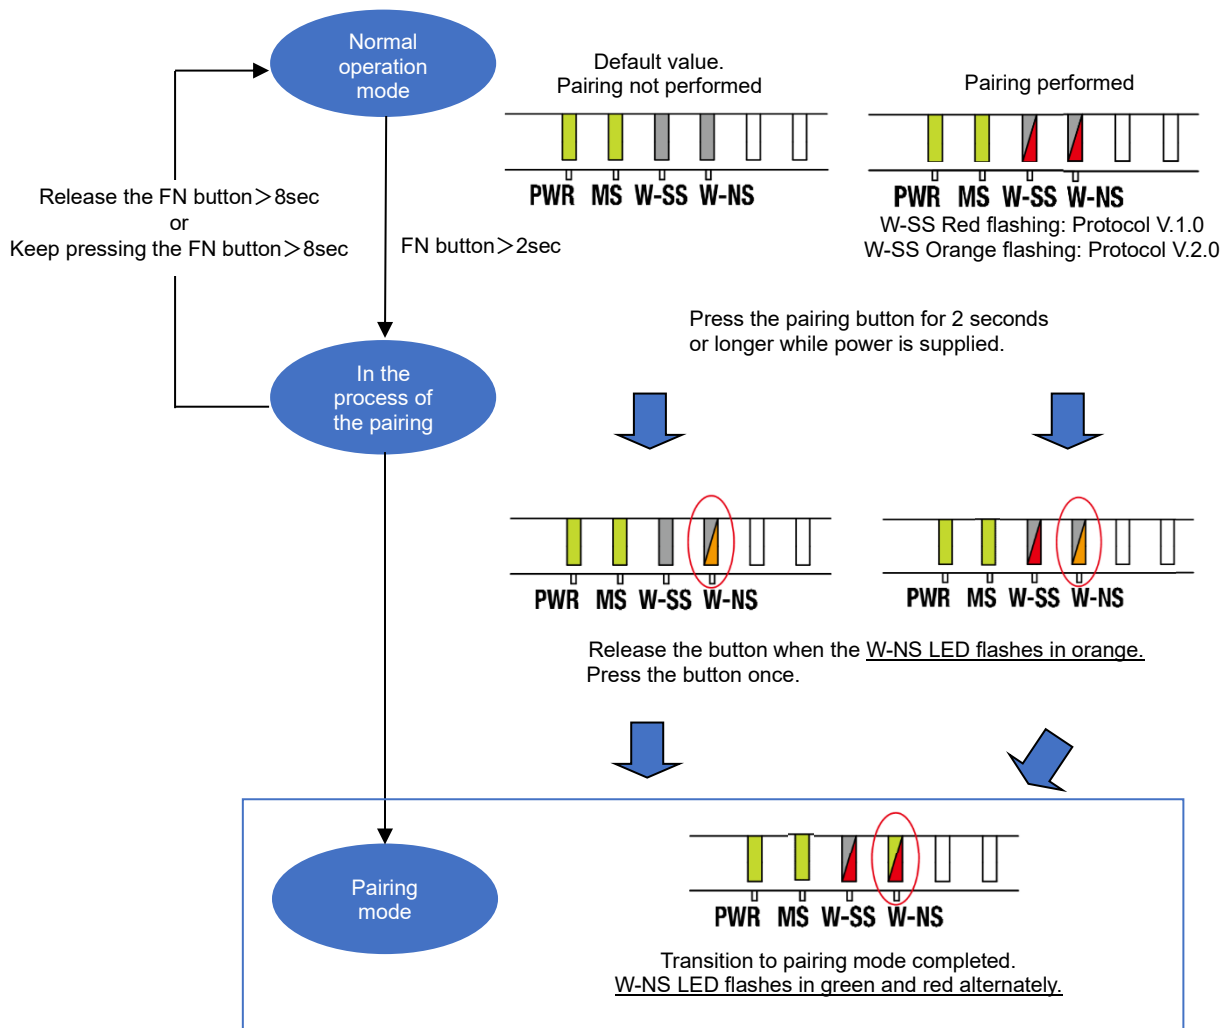 Normal
operation
mode
Default value.
Pairing not performed
Pairing performed
PWR MS W-SS W-NS
PWR MS W-SS W-NS
W-SS Red flashing: Protocol V.1.0
W-SS Orange flashing: Protocol V.2.0
Release the FN button＞8sec
or
Keep pressing the FN button＞8sec
FN button＞2sec
Press the pairing button for 2 seconds
or longer while power is supplied.
In the
process of
the pairing
PWR MS W-SS W-NS
PWR MS W-SS W-NS
Release the button when the W-NS LED flashes in orange.
Press the button once.
Pairing
mode
PWR MS W-SS W-NS
Transition to pairing mode completed.
W-NS LED flashes in green and red alternately.